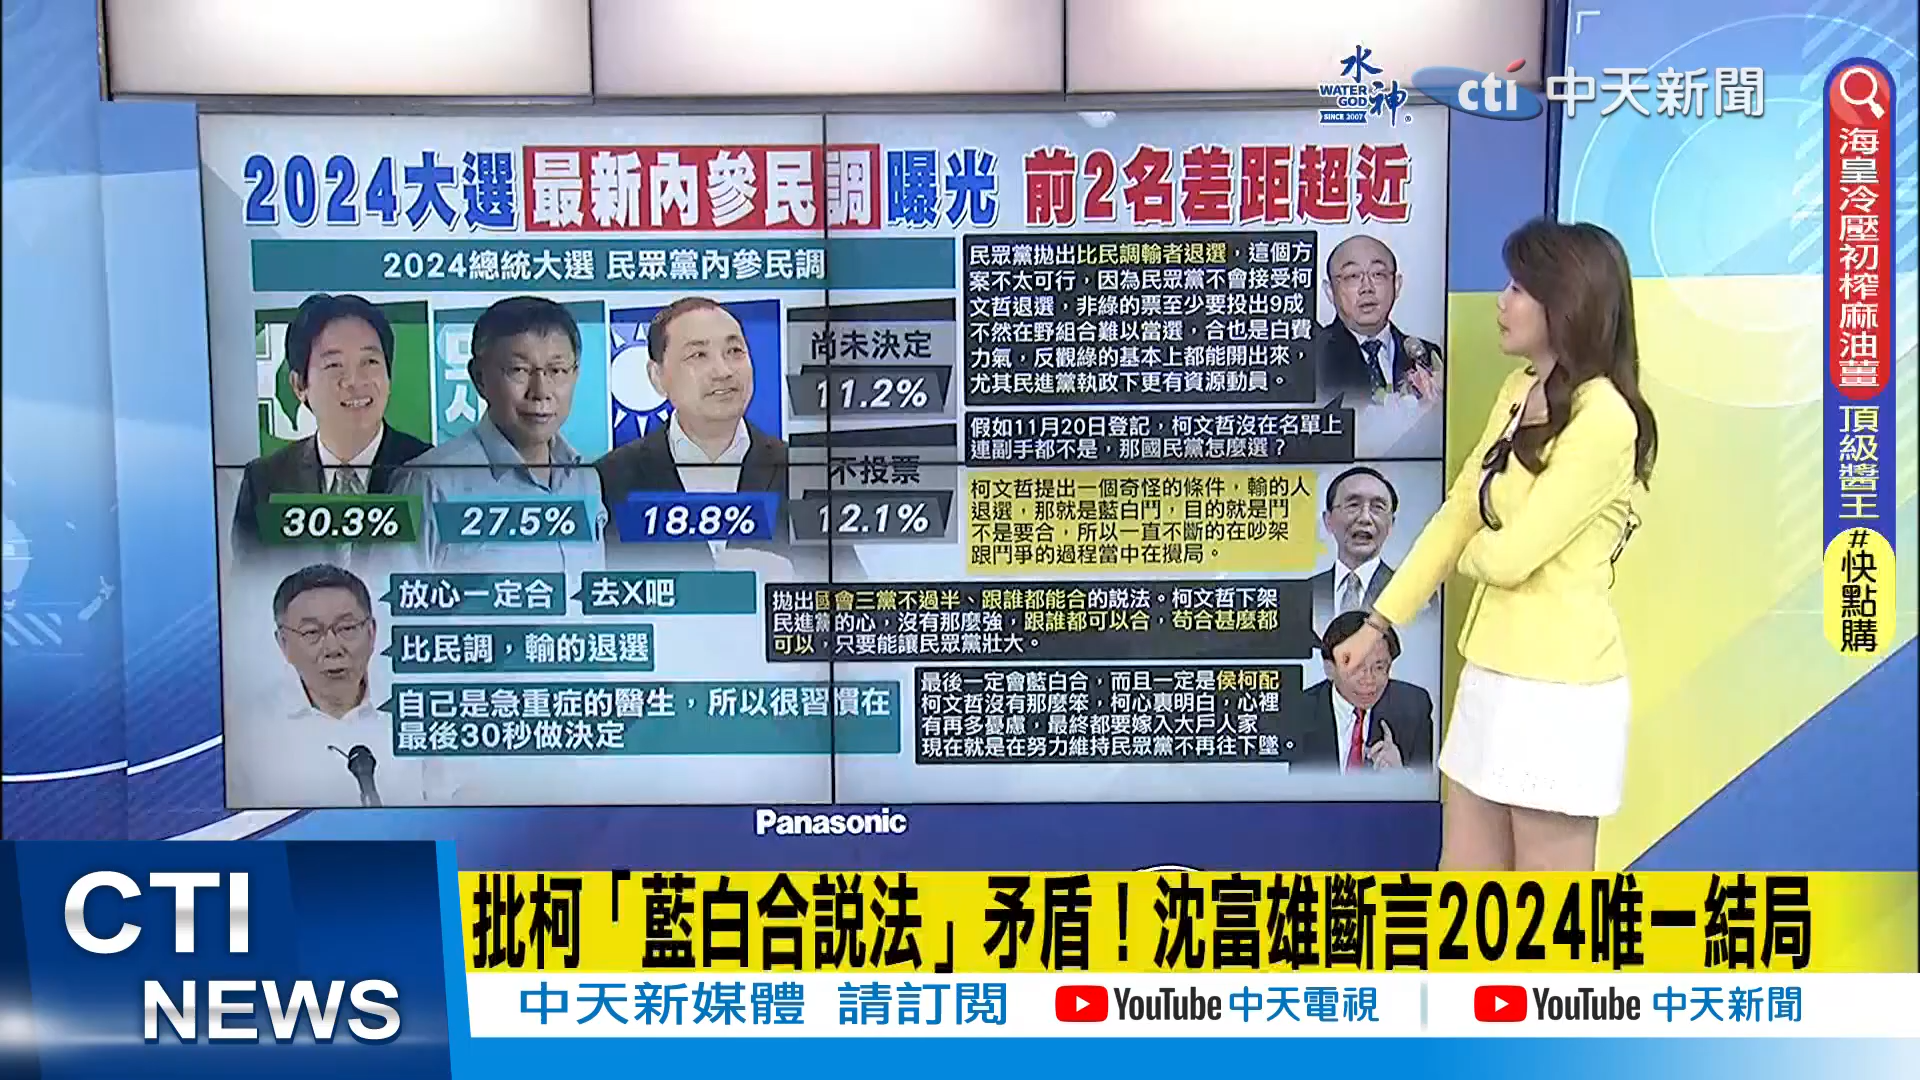 水神
WATER
GOD
SINCE 2007
cti 中天新聞
海皇冷壓初榨麻油薑
頂級醬王
#快點購
2024大選最新內參民調曝光 前2名差距超近
2024總統大選 民眾黨內參民調
30.3%
27.5%
18.8%
尚未決定
11.2%
不投票
12.1%
放心一定合
去X吧
比民調，輸的退選
自己是急重症的醫生，所以很習慣在
最後30秒做決定
民眾黨拋出比民調輸者退選，這個方
案不太可行，因為民眾黨不會接受柯
文哲退選，非綠的票至少要投出9成
不然在野組合難以當選，合也是白費
力氣，反觀綠的基本上都能開出來，
尤其民進黨執政下更有資源動員。
假如11月20日登記，柯文哲沒在名單上
連副手都不是，那國民黨怎麼選？
柯文哲提出一個奇怪的條件，輸的人
退選，那就是藍白鬥，目的就是鬥
不是要合，所以一直不斷的在吵架
跟鬥爭的過程當中在攪局。
拋出國會三黨不過半、跟誰都能合的說法。柯文哲下架
民進黨的心，沒有那麼強，跟誰都可以合，苟合甚麼都
可以，只要能讓民眾黨壯大。
最後一定會藍白合，而且一定是侯柯配
柯文哲沒有那麼笨，柯心裏明白，心裡
有再多憂慮，最終都要嫁入大戶人家
現在就是在努力維持民眾黨不再往下墜。
Panasonic
CTI
NEWS
批柯「藍白合說法」矛盾！沈富雄斷言2024唯一結局
中天新媒體 請訂閱 YouTube 中天電視 YouTube 中天新聞